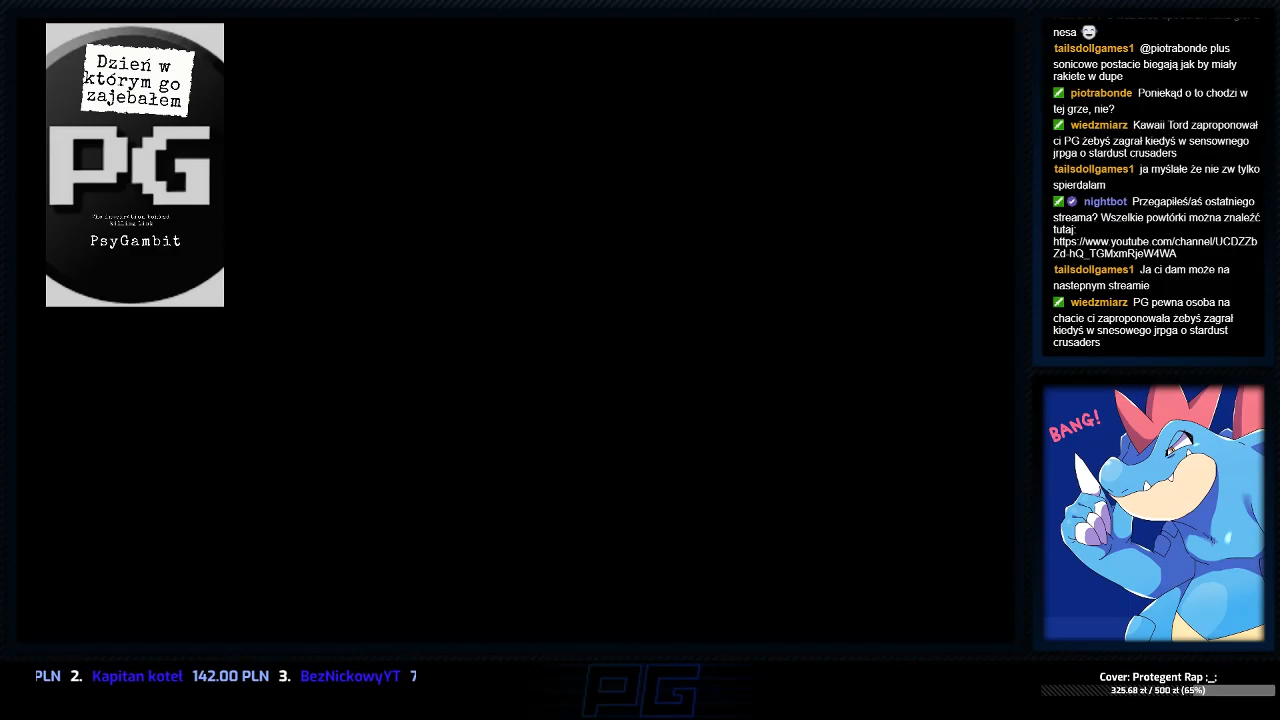 Dzień w
którym go
zajebałem
PG
PsyGambit
nesa
tailsdollgames1 @piotrabonde plus
sonicowe postacie biegają jak by miały
rakiete w dupe
piotrabonde Poniekąd o to chodzi w
tej grze, nie?
wiedzmiarz Kawaii Tord zaproponował
ci PG żebyś zagrał kiedyś w sensownego
jrpga o stardust crusaders
tailsdollgames1 ja myślałe że nie zw tylko
spierdalam
nightbot Przegapiłeś/aś ostatniego
streama? Wszelkie powtórki można znaleźć
tutaj:
https://www.youtube.com/channel/UCDZZb
Zd-hQ_TGMxmRjeW4WA
tailsdollgames1 Ja ci dam może na
nastepnym streamie
wiedzmiarz PG pewna osoba na
chacie ci zaproponowala zebyś zagrał
kiedyś w snesowego jrpga o stardust
crusaders
BANG!
PLN 2. Kapitan kotel 142.00 PLN 3. BezNickowyYT 7
PG
Cover: Protegent Rap :_:
325.68 zł / 500 zł (65%)